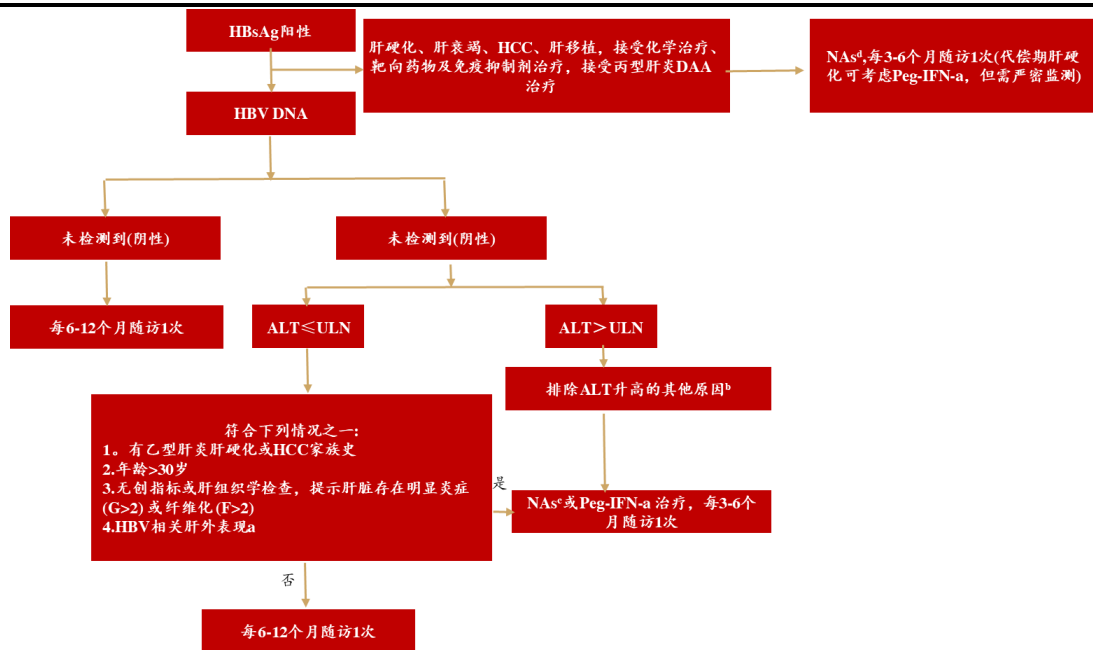 HBsAg阳性
肝硬化、肝衰竭、HCC、肝移植，接受化学治疗、
靶向药物及免疫抑制剂治疗，接受丙型肝炎DAA
治疗
NAsᵈ,每3-6个月随访1次(代偿期肝硬
化可考虑Peg-IFN-a，但需严密监测)
HBV DNA
未检测到(阴性)
未检测到(阴性)
每6-12个月随访1次
ALT≤ULN
ALT＞ULN
排除ALT升高的其他原因ᵇ
符合下列情况之一:
1。有乙型肝炎肝硬化或HCC家族史
2.年龄>30岁
3.无创指标或肝组织学检查，提示肝脏存在明显炎症
(G>2) 或纤维化(F>2)
4.HBV相关肝外表现a
是
NAsᶜ或Peg-IFN-a 治疗，每3-6个
月随访1次
否
每6-12个月随访1次